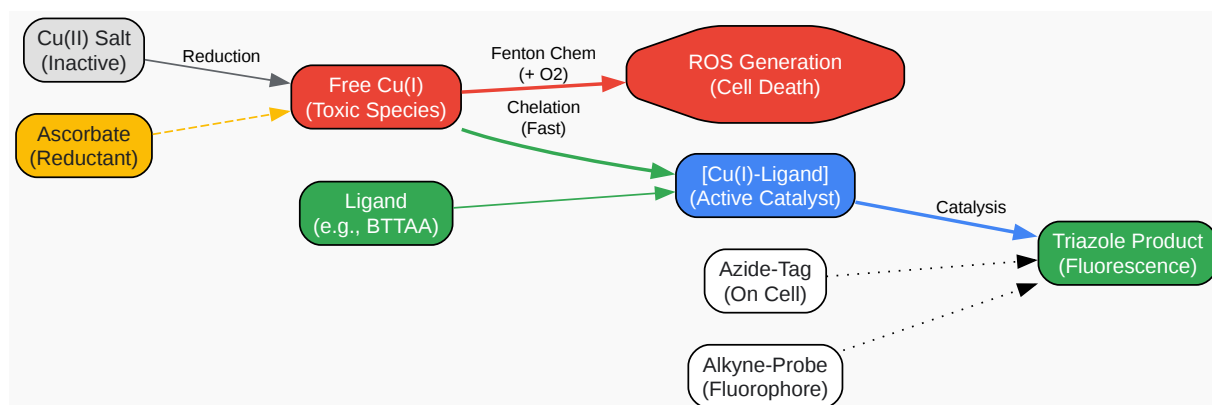 Cu(II) Salt
(Inactive)
Reduction
Ascorbate
(Reductant)
Free Cu(I)
(Toxic Species)
Fenton Chem
(+ O2)
ROS Generation
(Cell Death)
Chelation
(Fast)
Ligand
(e.g., BTTAA)
[Cu(I)-Ligand]
(Active Catalyst)
Catalysis
Azide-Tag
(On Cell)
Alkyne-Probe
(Fluorophore)
Triazole Product
(Fluorescence)